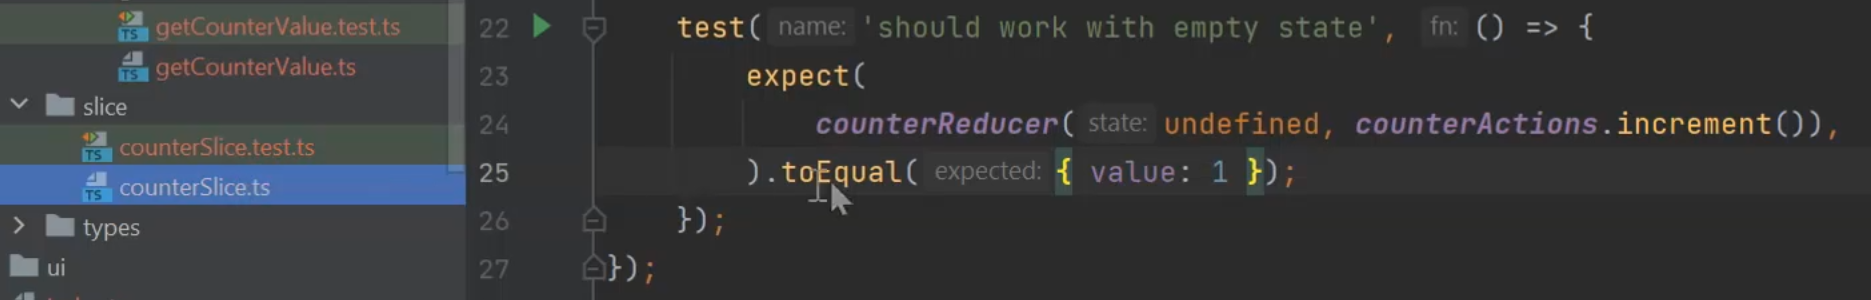 getCounterValue.test.ts
getCounterValue.ts
slice
counterSlice.test.ts
counterSlice.ts
types
ui
22 test( name: 'should work with empty state', fn: () => {
23 expect(
24 counterReducer( state: undefined, counterActions.increment()),
25 ).toEqual( expected: { value: 1 });
26 });
27 });